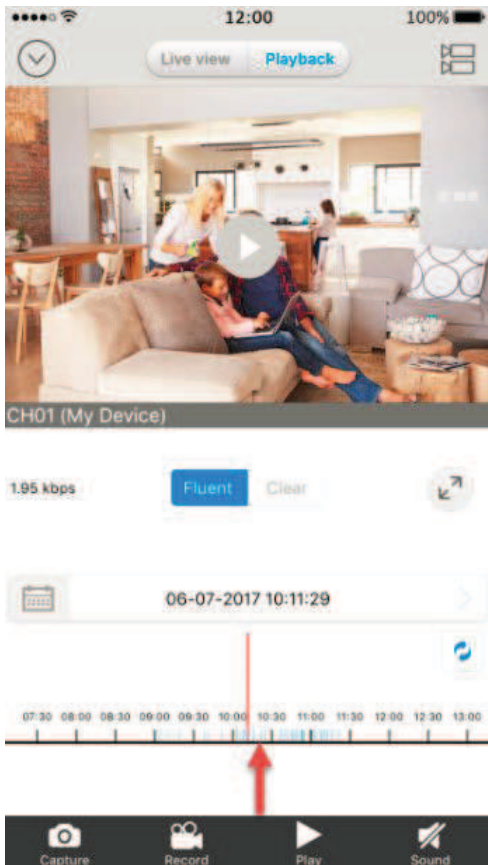 12:00 100%
Live view Playback
CH01 (My Device)
1.95 kbps Fluent Clear
06-07-2017 10:11:29
07:30 08:00 08:30 09:00 09:30 10:00 10:30 11:00 11:30 12:00 12:30 13:00
Capture Record Play Sound